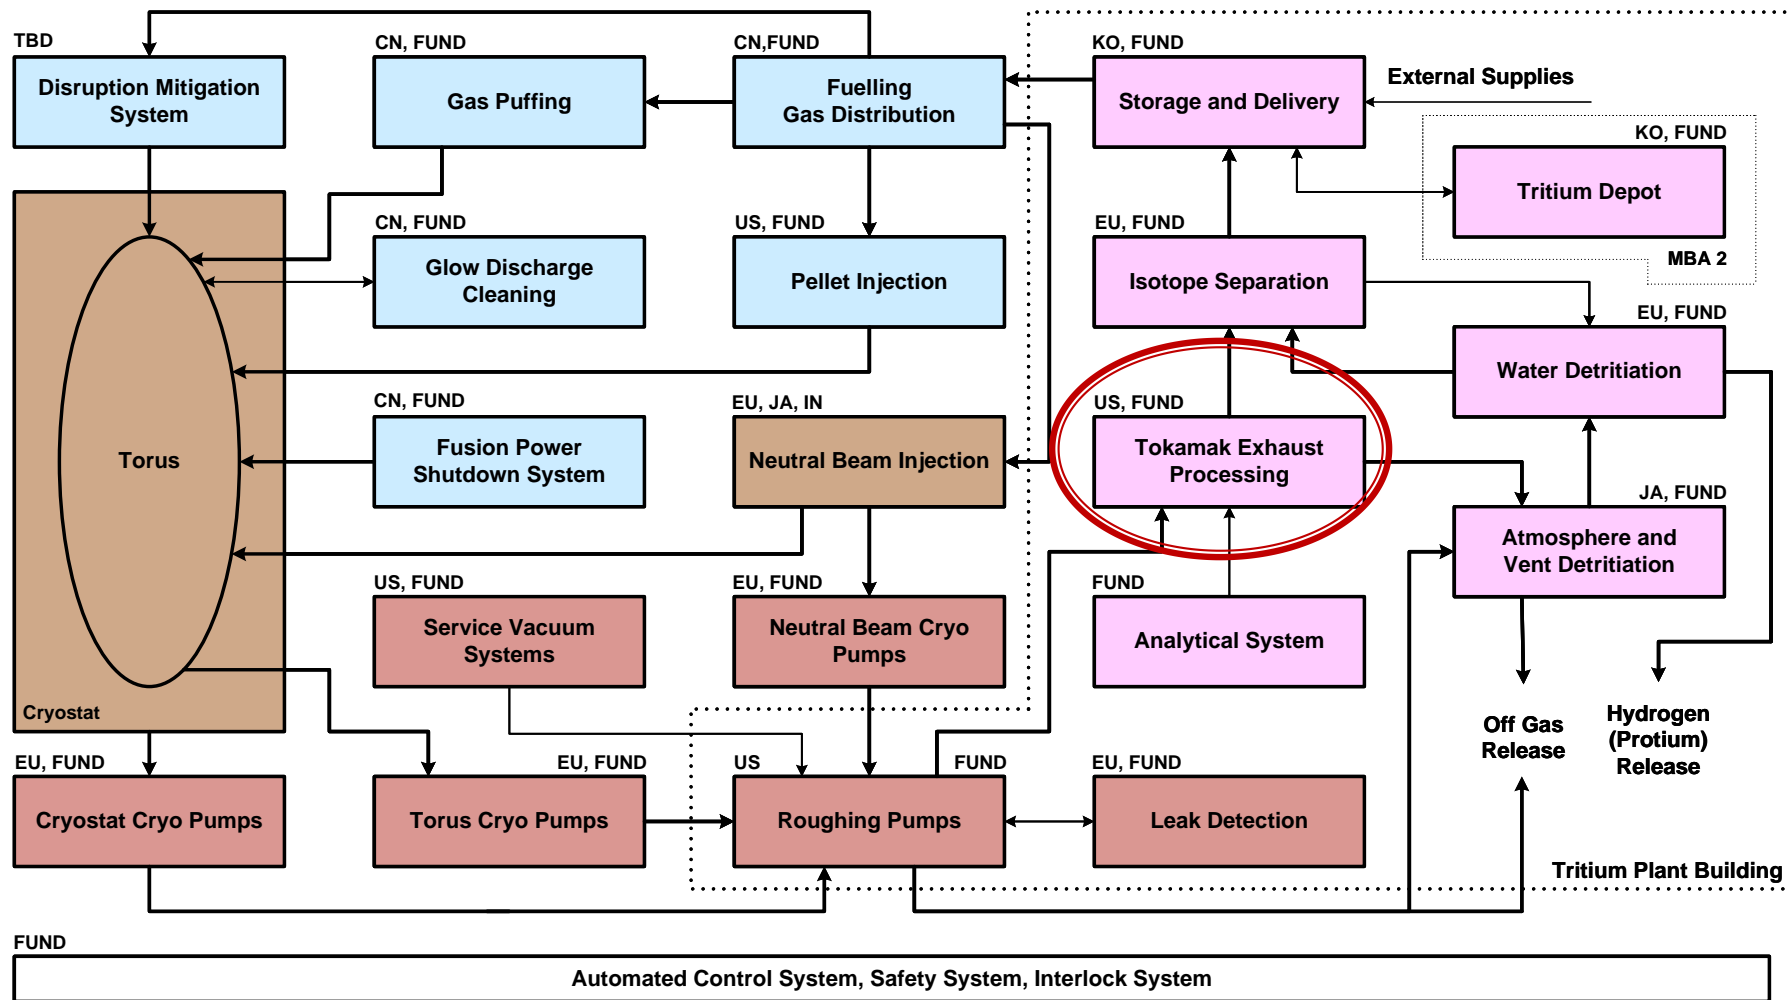 TBD
CN, FUND
CN,FUND
KO, FUND
Disruption Mitigation
System
Gas Puffing
Fuelling
Gas Distribution
Storage and Delivery
External Supplies
KO, FUND
Tritium Depot
MBA 2
CN, FUND
US, FUND
EU, FUND
Glow Discharge
Cleaning
Pellet Injection
Isotope Separation
EU, FUND
Water Detritiation
CN, FUND
EU, JA, IN
US, FUND
Torus
Fusion Power
Shutdown System
Neutral Beam Injection
Tokamak Exhaust
Processing
JA, FUND
Atmosphere and
Vent Detritiation
US, FUND
EU, FUND
FUND
Service Vacuum
Systems
Neutral Beam Cryo
Pumps
Analytical System
Cryostat
Off Gas
Release
Hydrogen
(Protium)
Release
EU, FUND
EU, FUND
US
FUND
EU, FUND
Cryostat Cryo Pumps
Torus Cryo Pumps
Roughing Pumps
Leak Detection
Tritium Plant Building
FUND
Automated Control System, Safety System, Interlock System